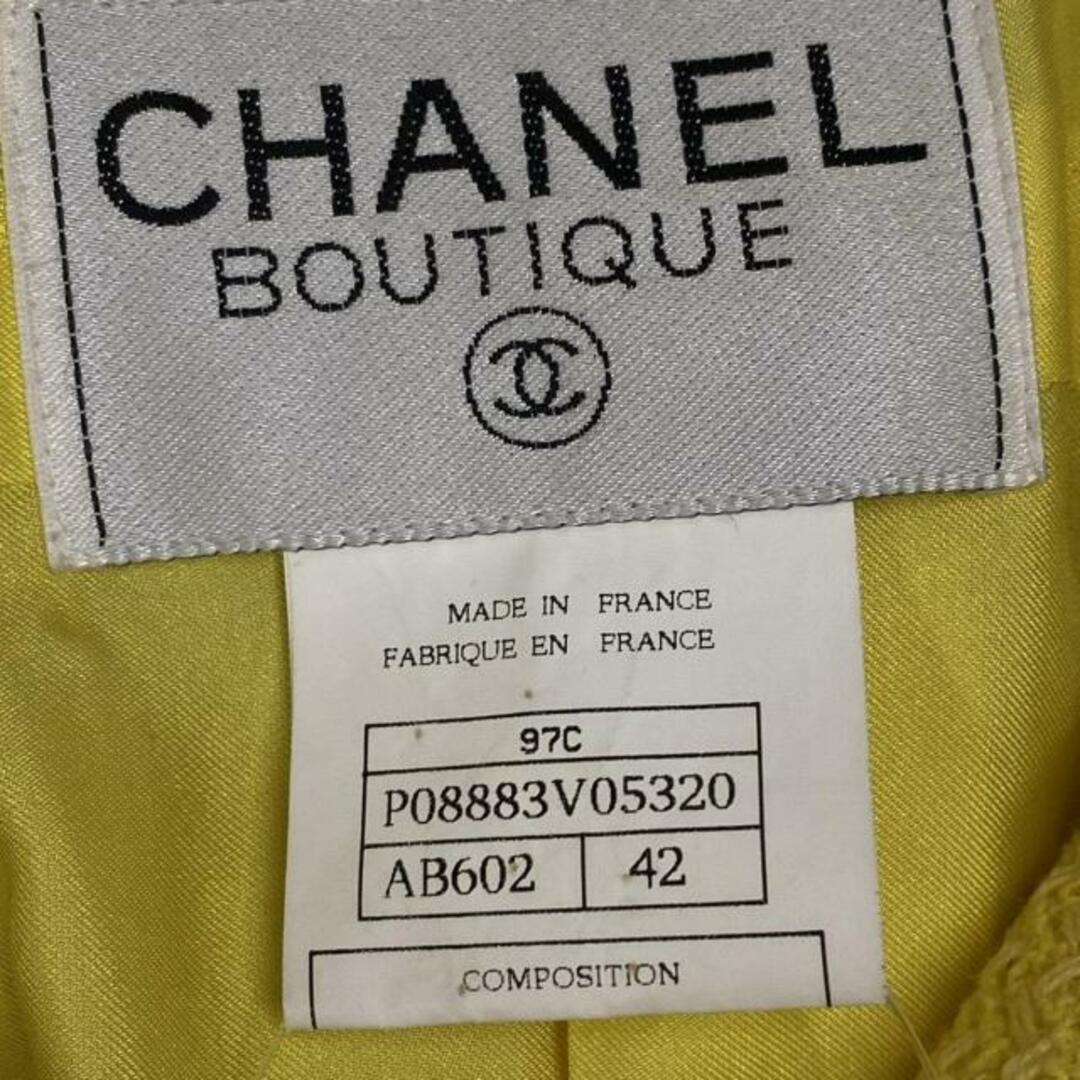 CHANEL
BOUTIQUE
MADE IN FRANCE
FABRIQUE EN FRANCE
97C
P08883V05320
AB602 42
COMPOSITION